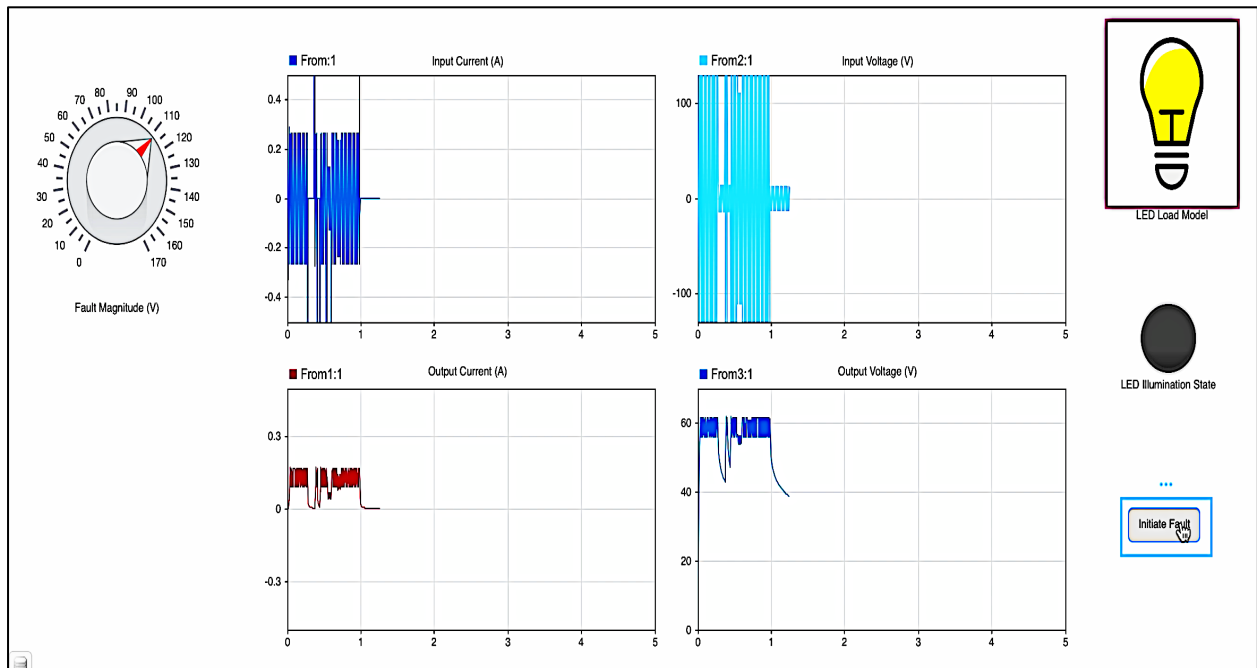 0
10
20
30
40
50
60
70
80
90
100
110
120
130
140
150
160
170
Fault Magnitude (V)
From:1
Input Current (A)
0.4
0.2
0
-0.2
-0.4
0 1 2 3 4 5
From2:1
Input Voltage (V)
100
0
-100
0 1 2 3 4 5
From1:1
Output Current (A)
0.3
0
-0.3
0 1 2 3 4 5
From3:1
Output Voltage (V)
60
40
20
0
0 1 2 3 4 5
LED Load Model
LED Illumination State
...
Initiate Fault